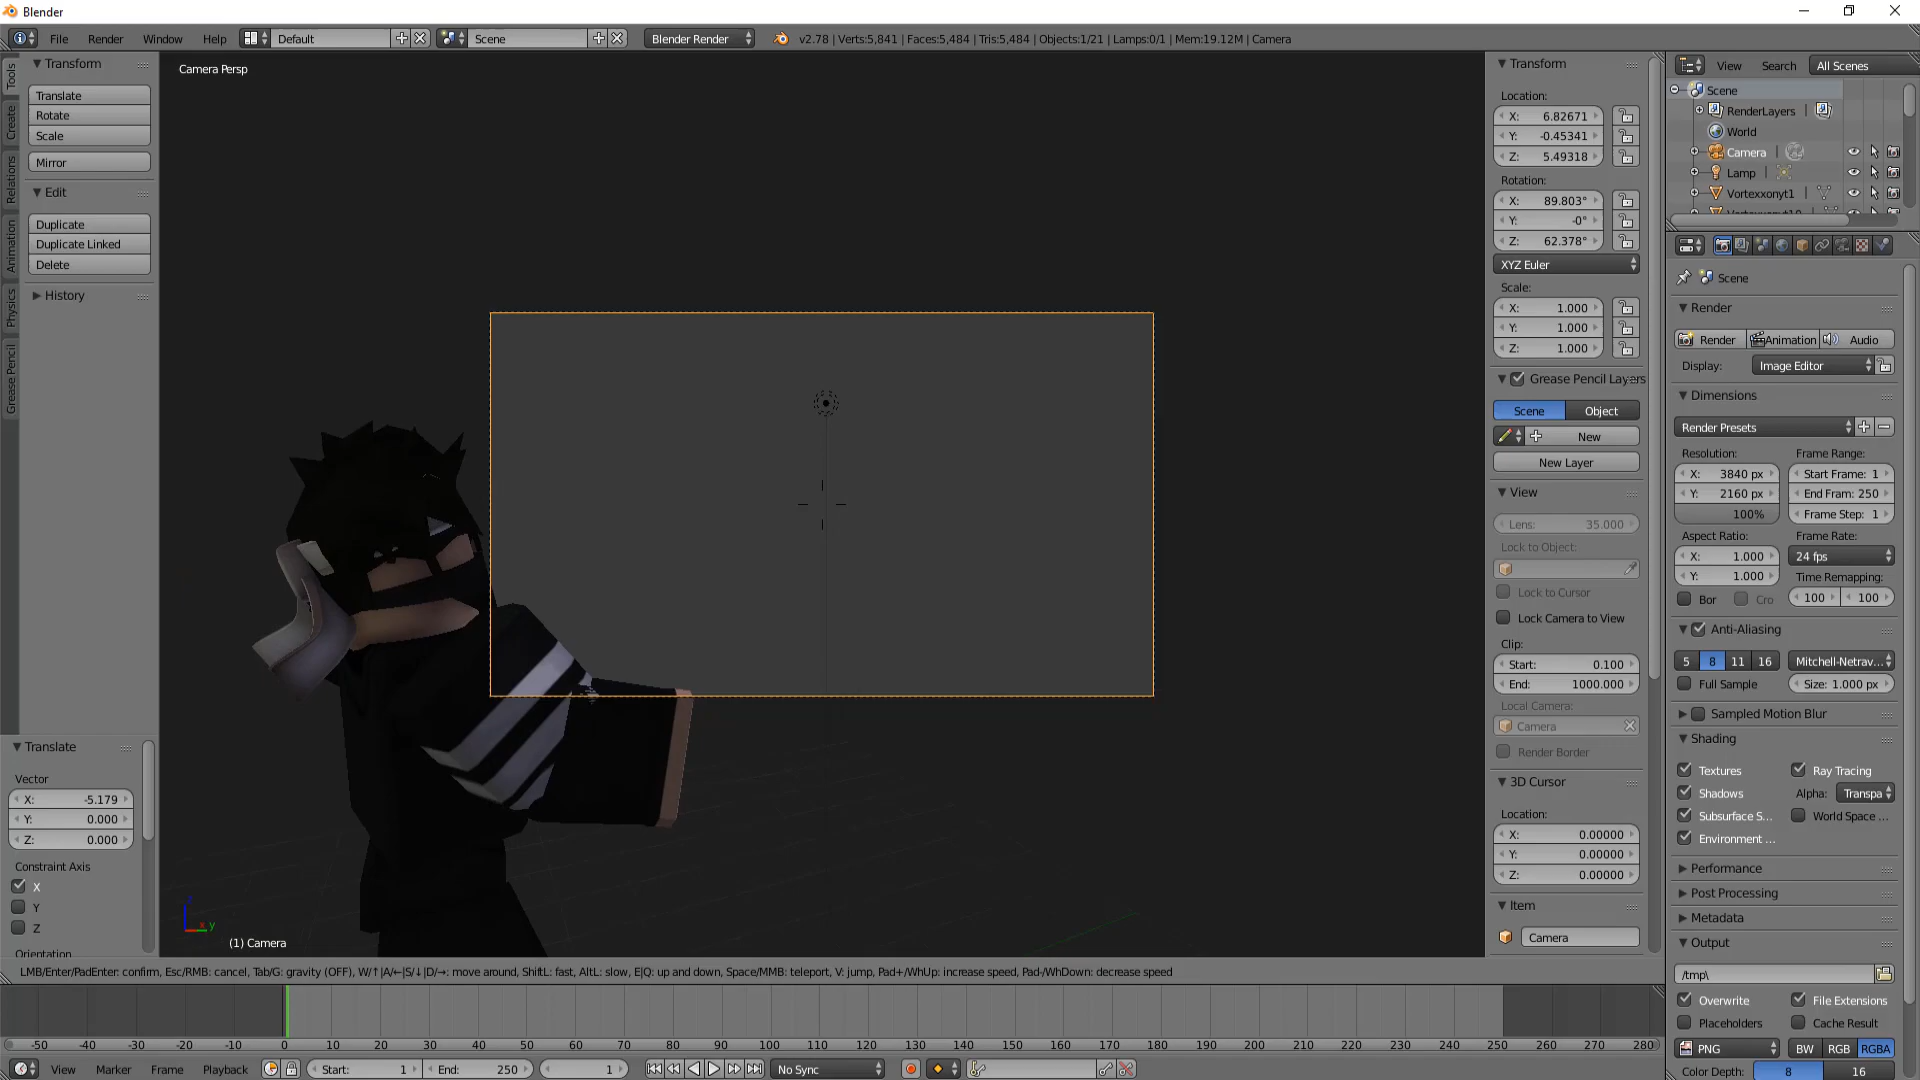 Blender
File Render Window Help Default Scene Blender Render v2.78 | Verts:5,841 | Faces:5,484 | Tris:5,484 | Objects:1/21 | Lamps:0/1 | Mem:19.12M | Camera
Tools
Create
Relations
Animation
Physics
Grease Pencil
Transform
Translate
Rotate
Scale
Mirror
Edit
Duplicate
Duplicate Linked
Delete
History
Translate
Vector
X: -5.179
Y: 0.000
Z: 0.000
Constraint Axis
X
Y
Z
Orientation
Camera Persp
(1) Camera
Transform
Location:
X: 6.82671
Y: -0.45341
Z: 5.49318
Rotation:
X: 89.803°
Y: -0°
Z: 62.378°
XYZ Euler
Scale:
X: 1.000
Y: 1.000
Z: 1.000
Grease Pencil Layers
Scene Object
New
New Layer
View
Lens: 35.000
Lock to Object:
Lock to Cursor
Lock Camera to View
Clip:
Start: 0.100
End: 1000.000
Local Camera:
Camera
Render Border
3D Cursor
Location:
X: 0.00000
Y: 0.00000
Z: 0.00000
Item
Camera
View Search All Scenes
Scene
RenderLayers
World
Camera
Lamp
Vortexxonyt1
Scene
Render
Render Animation Audio
Display: Image Editor
Dimensions
Render Presets
Resolution: Frame Range:
X: 3840 px Start Frame: 1
Y: 2160 px End Fram: 250
100% Frame Step: 1
Aspect Ratio: Frame Rate:
X: 1.000 24 fps
Y: 1.000 Time Remapping:
Bor Cro 100 100
Anti-Aliasing
5 8 11 16 Mitchell-Netrav...
Full Sample Size: 1.000 px
Sampled Motion Blur
Shading
Textures Ray Tracing
Shadows Alpha: Transpa
Subsurface S... World Space ...
Environment ...
Performance
Post Processing
Metadata
Output
/tmp\
Overwrite File Extensions
Placeholders Cache Result
PNG BW RGB RGBA
Color Depth: 8 16
LMB/Enter/PadEnter: confirm, Esc/RMB: cancel, Tab/G: gravity (OFF), W/↑|A/←|S/↓|D/→: move around, ShiftL: fast, AltL: slow, E|Q: up and down, Space/MMB: teleport, V: jump, Pad+/WhUp: increase speed, Pad-/WhDown: decrease speed
-50 -40 -30 -20 -10 0 10 20 30 40 50 60 70 80 90 100 110 120 130 140 150 160 170 180 190 200 210 220 230 240 250 260 270 280
View Marker Frame Playback Start: 1 End: 250 1 No Sync